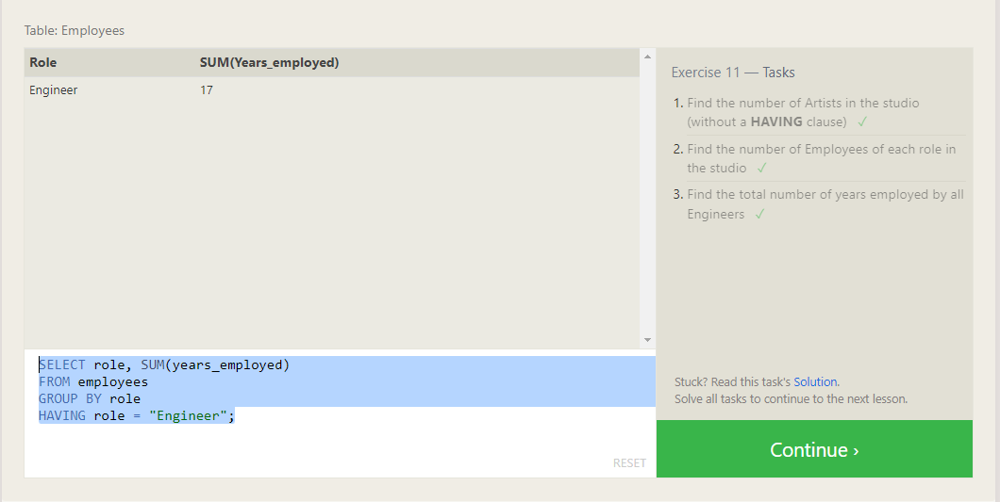 Table: Employees
Role SUM(Years_employed)
Engineer 17
SELECT role, SUM(years_employed)
FROM employees
GROUP BY role
HAVING role = "Engineer";
RESET
Exercise 11 — Tasks
1. Find the number of Artists in the studio
(without a HAVING clause) ✓
2. Find the number of Employees of each role in
the studio ✓
3. Find the total number of years employed by all
Engineers ✓
Stuck? Read this task's Solution.
Solve all tasks to continue to the next lesson.
Continue ›